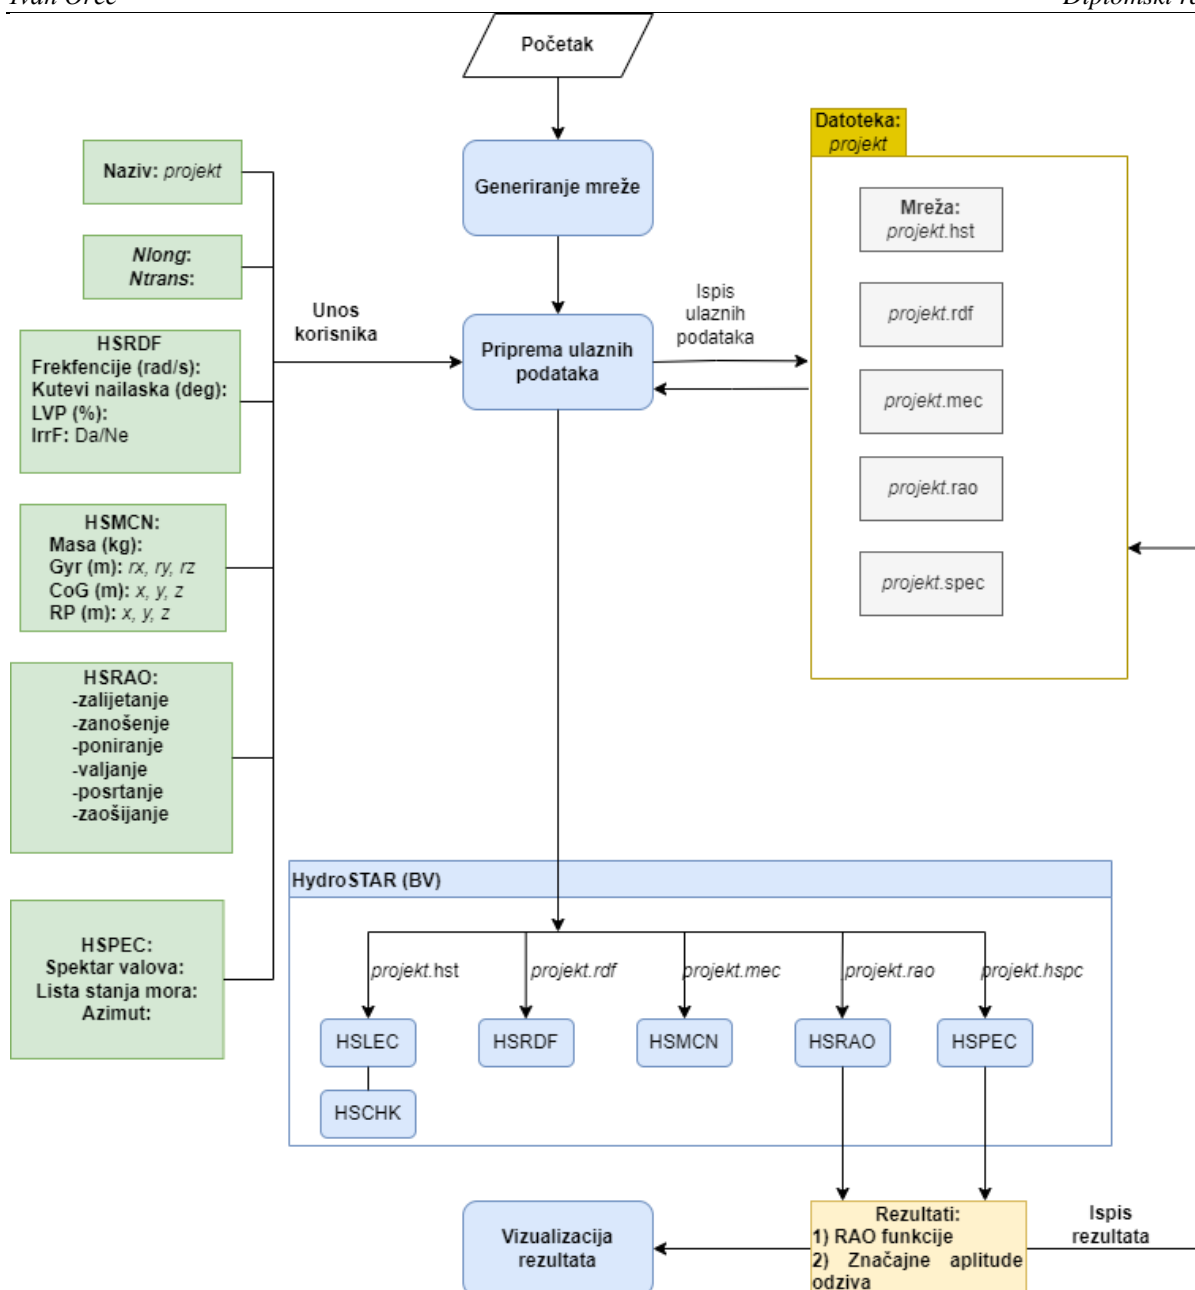 Početak
Generiranje mreže
Datoteka:
projekt
Naziv: projekt
Nlong:
Ntrans:
HSRDF
Frekfencije (rad/s):
Kutevi nailaska (deg):
LVP (%):
IrrF: Da/Ne
HSMCN:
Masa (kg):
Gyr (m): rx, ry, rz
CoG (m): x, y, z
RP (m): x, y, z
HSRAO:
-zalijetanje
-zanošenje
-poniranje
-valjanje
-posrtanje
-zaošijanje
HSPEC:
Spektar valova:
Lista stanja mora:
Azimut:
Unos
korisnika
Priprema ulaznih
podataka
Ispis
ulaznih
podataka
Mreža:
projekt.hst
projekt.rdf
projekt.mec
projekt.rao
projekt.spec
HydroSTAR (BV)
projekt.hst
projekt.rdf
projekt.mec
projekt.rao
projekt.hspc
HSLEC
HSRDF
HSMCN
HSRAO
HSPEC
HSCHK
Vizualizacija
rezultata
Rezultati:
1) RAO funkcije
2) Značajne aplitude
odziva
Ispis
rezultata